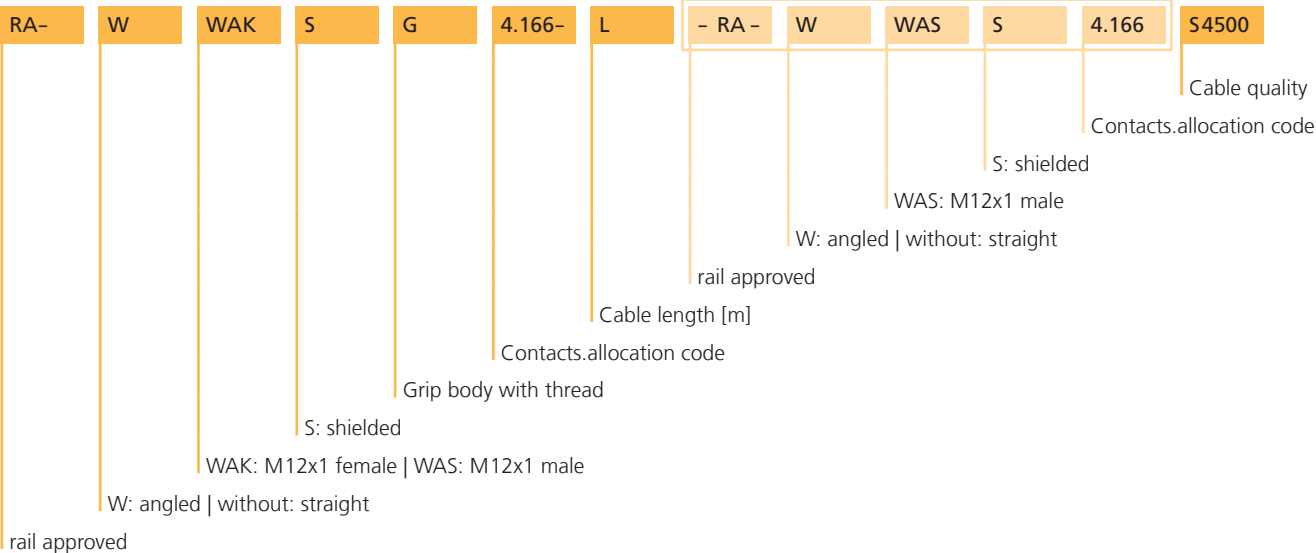 RA– W WAK S G 4.166– L – RA – W WAS S 4.166 S4500
Cable quality
Contacts.allocation code
S: shielded
WAS: M12x1 male
W: angled | without: straight
rail approved
Cable length [m]
Contacts.allocation code
Grip body with thread
S: shielded
WAK: M12x1 female | WAS: M12x1 male
W: angled | without: straight
rail approved